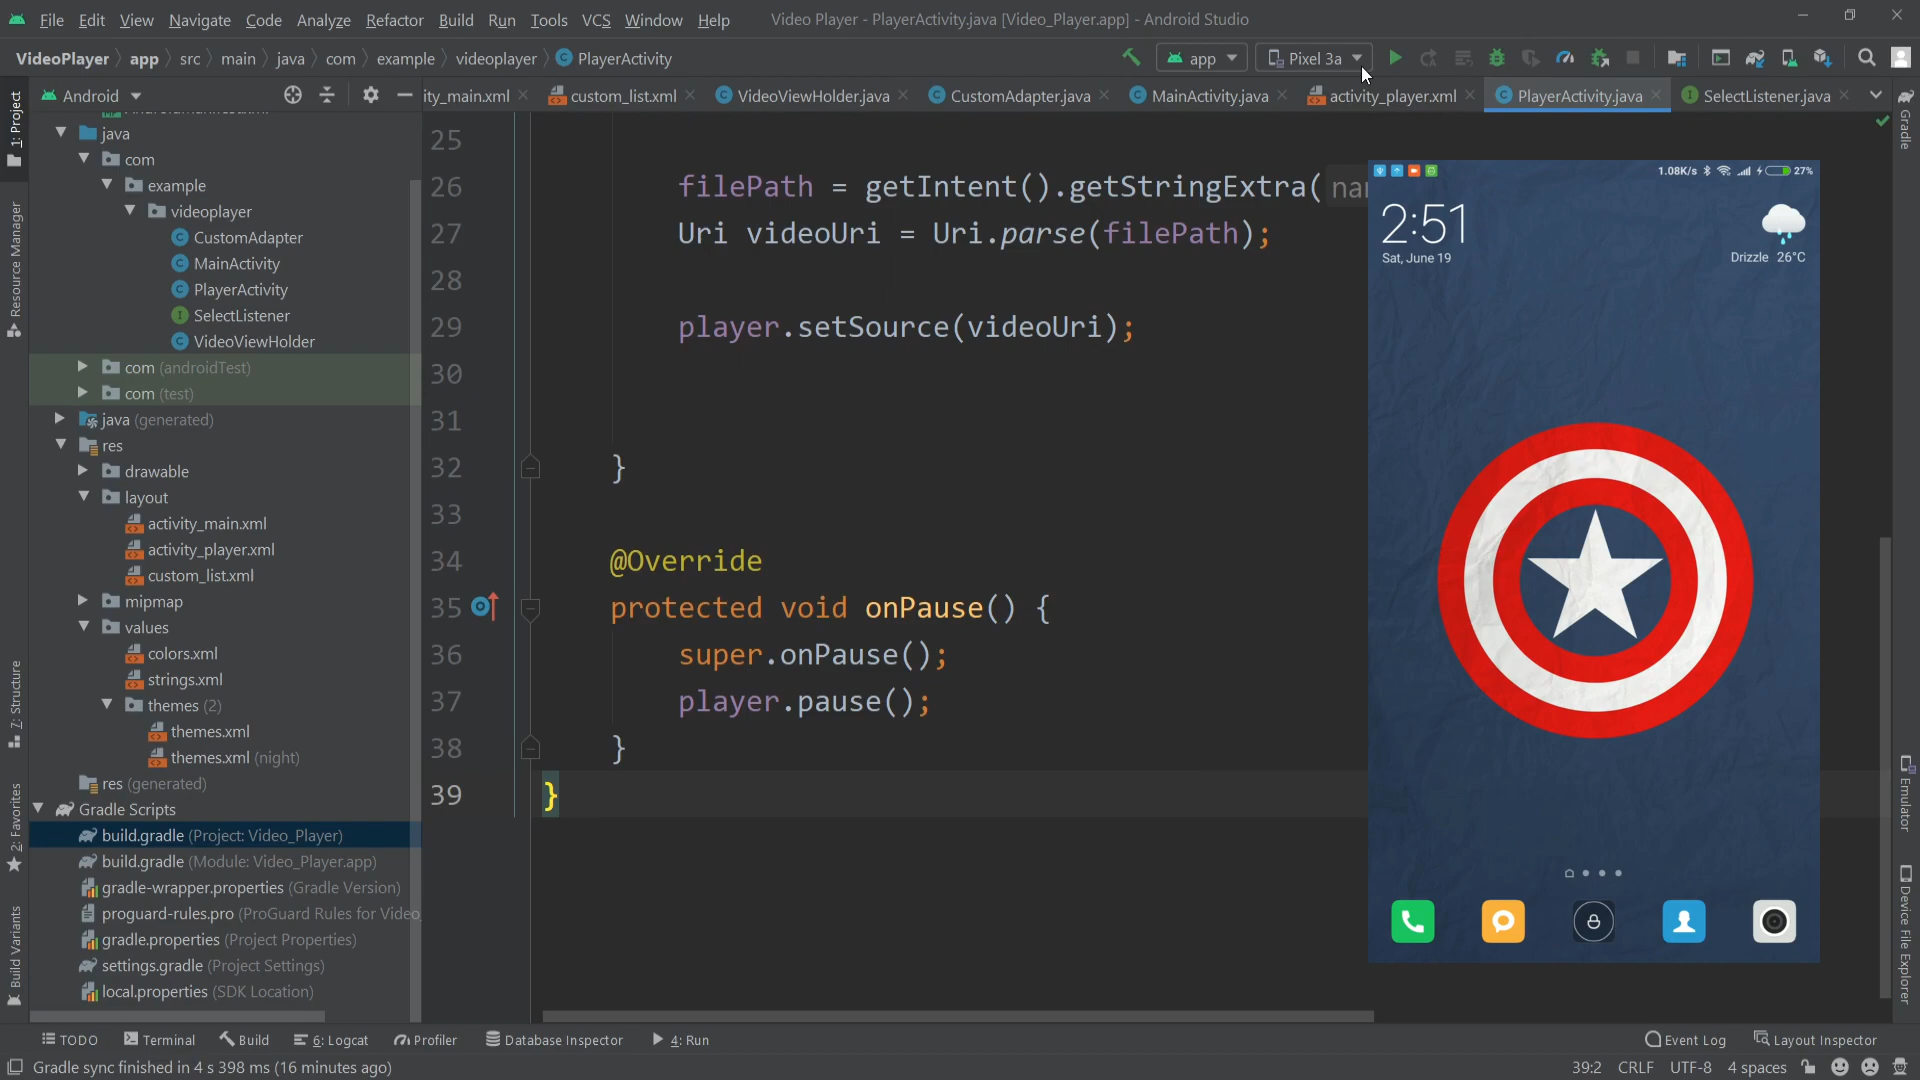 File Edit View Navigate Code Analyze Refactor Build Run Tools VCS Window Help Video Player - PlayerActivity.java [Video_Player.app] - Android Studio
VideoPlayer app src main java com example videoplayer PlayerActivity app Pixel 3a
Android
ity_main.xml custom_list.xml VideoViewHolder.java CustomAdapter.java MainActivity.java activity_player.xml PlayerActivity.java SelectListener.java
1: Project
Resource Manager
7: Structure
2: Favorites
Build Variants
java
com
example
videoplayer
CustomAdapter
MainActivity
PlayerActivity
SelectListener
VideoViewHolder
com (androidTest)
com (test)
java (generated)
res
drawable
layout
activity_main.xml
activity_player.xml
custom_list.xml
mipmap
values
colors.xml
strings.xml
themes (2)
themes.xml
themes.xml (night)
res (generated)
Gradle Scripts
build.gradle (Project: Video_Player)
build.gradle (Module: Video_Player.app)
gradle-wrapper.properties (Gradle Version)
proguard-rules.pro (ProGuard Rules for Video
gradle.properties (Project Properties)
settings.gradle (Project Settings)
local.properties (SDK Location)
25
26 filePath = getIntent().getStringExtra( nar
27 Uri videoUri = Uri.parse(filePath);
28
29 player.setSource(videoUri);
30
31
32 }
33
34 @Override
35 protected void onPause() {
36 super.onPause();
37 player.pause();
38 }
39 }
1.08K/s 27%
2:51
Sat, June 19
Drizzle 26°C
Gradle
Emulator
Device File Explorer
TODO Terminal Build 6: Logcat Profiler Database Inspector 4: Run Event Log Layout Inspector
Gradle sync finished in 4 s 398 ms (16 minutes ago) 39:2 CRLF UTF-8 4 spaces